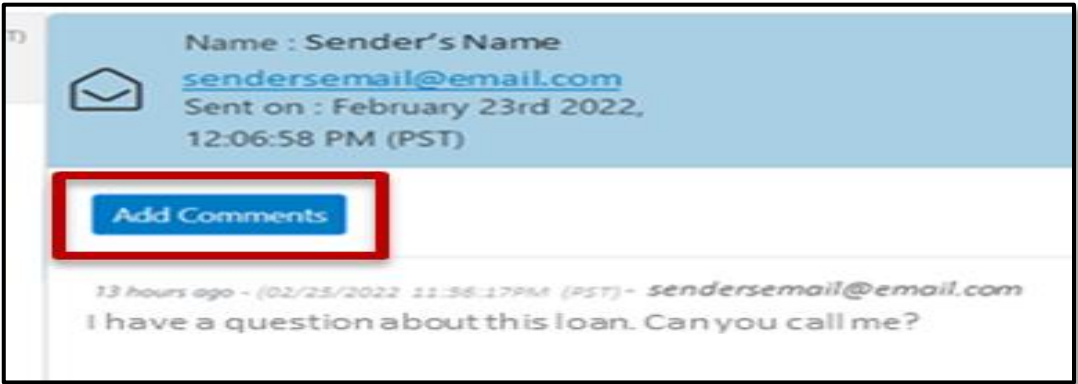 T)
Name : Sender's Name
sendersemail@email.com
Sent on : February 23rd 2022,
12:06:58 PM (PST)
Add Comments
13 hours ago - (02/25/2022 11:56:17PM (PST) - sendersemail@email.com
I have a question about this loan. Can you call me?